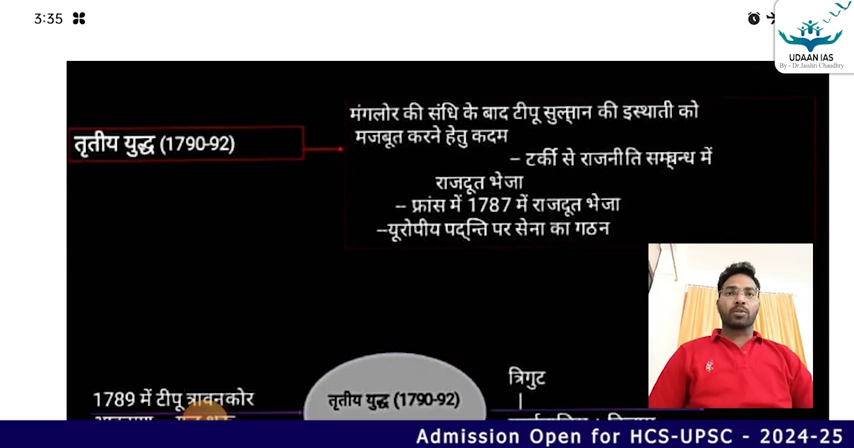 3:35
UDAAN IAS
By - Dr.Jaishri Chaudhry
तृतीय युद्ध (1790-92)
मंगलोर की संधि के बाद टीपू सुल्तान की इस्थाती को
मजबूत करने हेतु कदम
– टर्की से राजनीति सम्बन्ध में
राजदूत भेजा
-- फ्रांस में 1787 में राजदूत भेजा
--यूरोपीय पद्न्ति पर सेना का गठन
1789 में टीपू त्रावनकोर
तृतीय युद्ध (1790-92)
त्रिगुट
Admission Open for HCS-UPSC - 2024-25